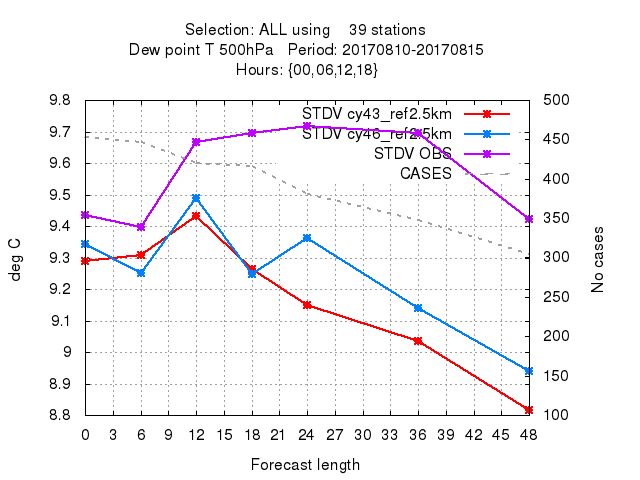 Selection: ALL using 39 stations
Dew point T 500hPa Period: 20170810-20170815
Hours: {00,06,12,18}
STDV cy43_ref2.5km
STDV cy46_ref2.5km
STDV OBS
CASES
9.8
9.7
9.6
9.5
9.4
9.3
9.2
9.1
9
8.9
8.8
deg C
500
450
400
350
300
250
200
150
100
No cases
0 3 6 9 12 15 18 21 24 27 30 33 36 39 42 45 48
Forecast length